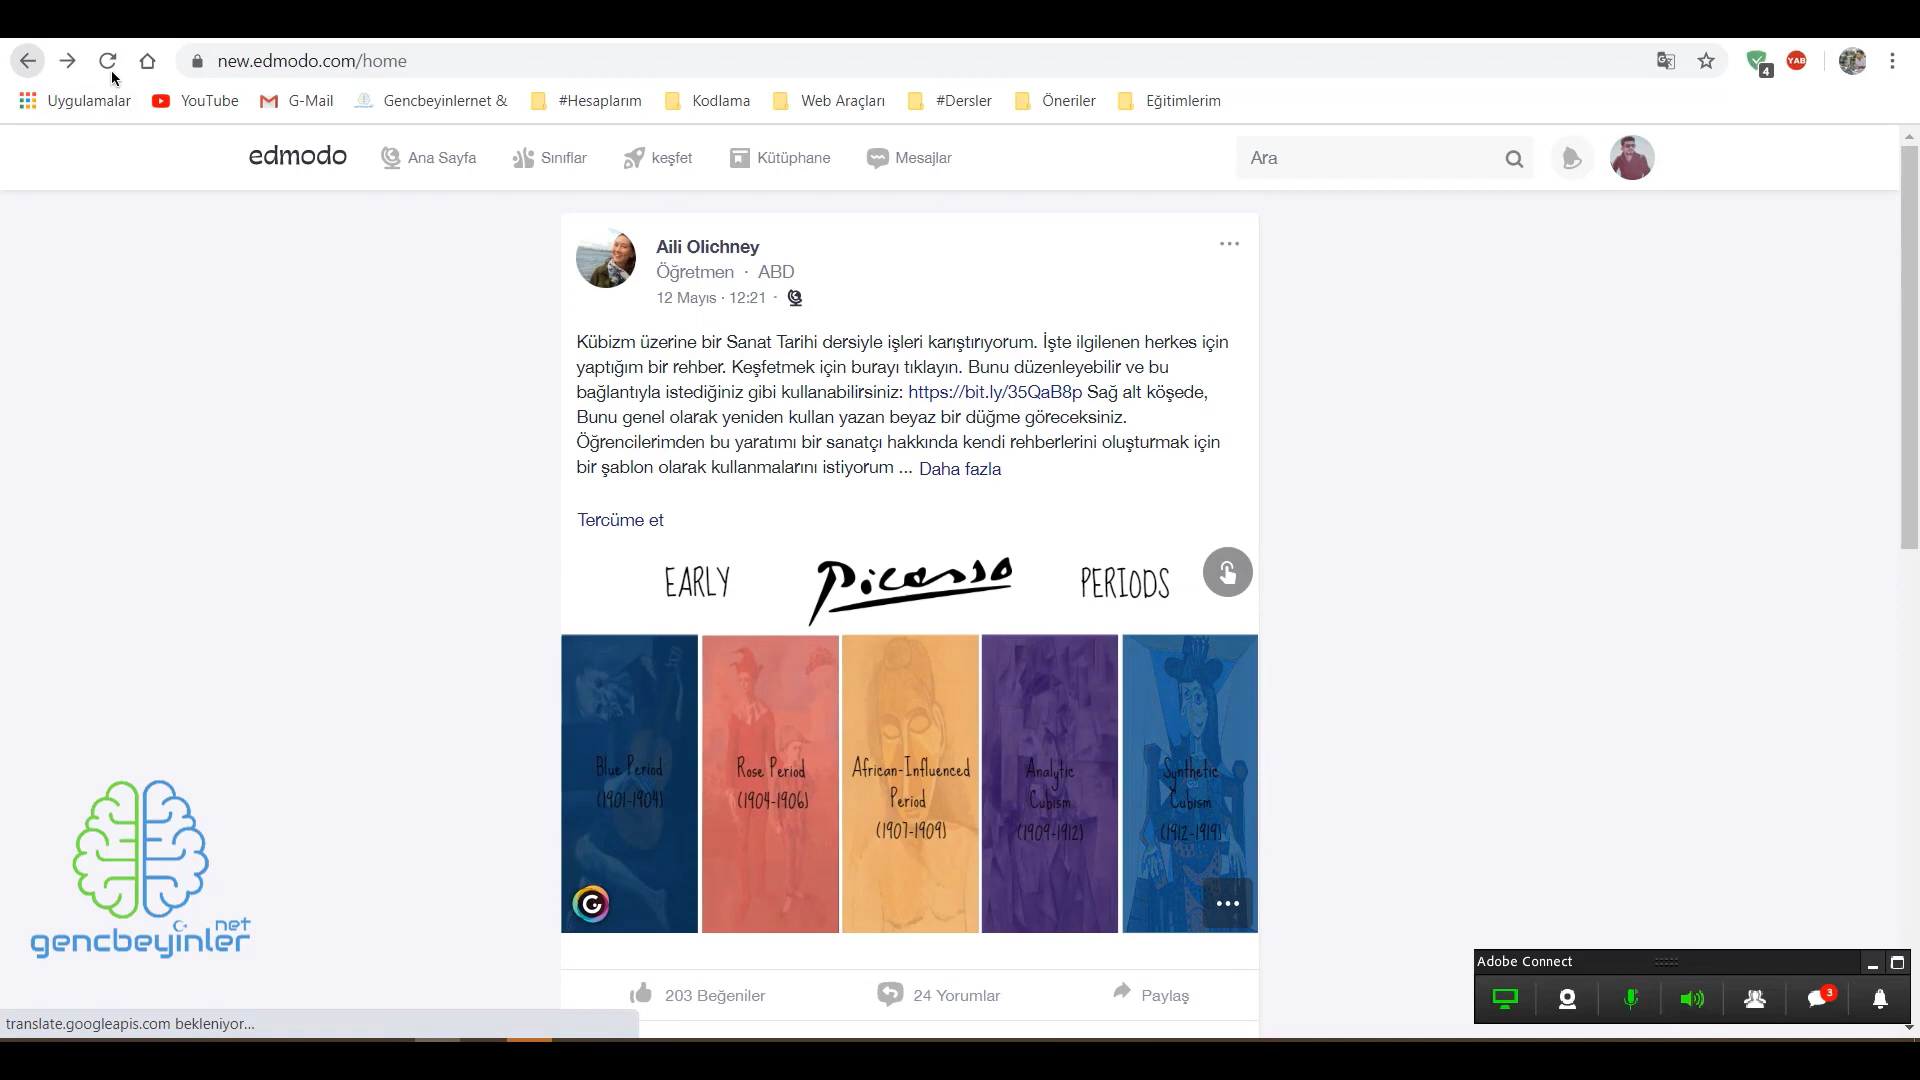 new.edmodo.com/home
4
YAB
Uygulamalar YouTube G-Mail Gencbeyinlernet & #Hesaplarım Kodlama Web Araçları #Dersler Öneriler Eğitimlerim
edmodo Ana Sayfa Sınıflar keşfet Kütüphane Mesajlar Ara
Aili Olichney
Öğretmen · ABD
12 Mayıs · 12:21 ·
Kübizm üzerine bir Sanat Tarihi dersiyle işleri karıştırıyorum. İşte ilgilenen herkes için
yaptığım bir rehber. Keşfetmek için burayı tıklayın. Bunu düzenleyebilir ve bu
bağlantıyla istediğiniz gibi kullanabilirsiniz: https://bit.ly/35QaB8p Sağ alt köşede,
Bunu genel olarak yeniden kullan yazan beyaz bir düğme göreceksiniz.
Öğrencilerimden bu yaratımı bir sanatçı hakkında kendi rehberlerini oluşturmak için
bir şablon olarak kullanmalarını istiyorum ... Daha fazla
Tercüme et
EARLY Picasso PERIODS
Blue Period
(1901-1904)
Rose Period
(1904-1906)
African-Influenced
Period
(1907-1909)
Analytic
Cubism
(1909-1912)
Synthetic
Cubism
(1912-1919)
203 Beğeniler 24 Yorumlar Paylaş
gencbeyinler net
Adobe Connect
3
translate.googleapis.com bekleniyor...